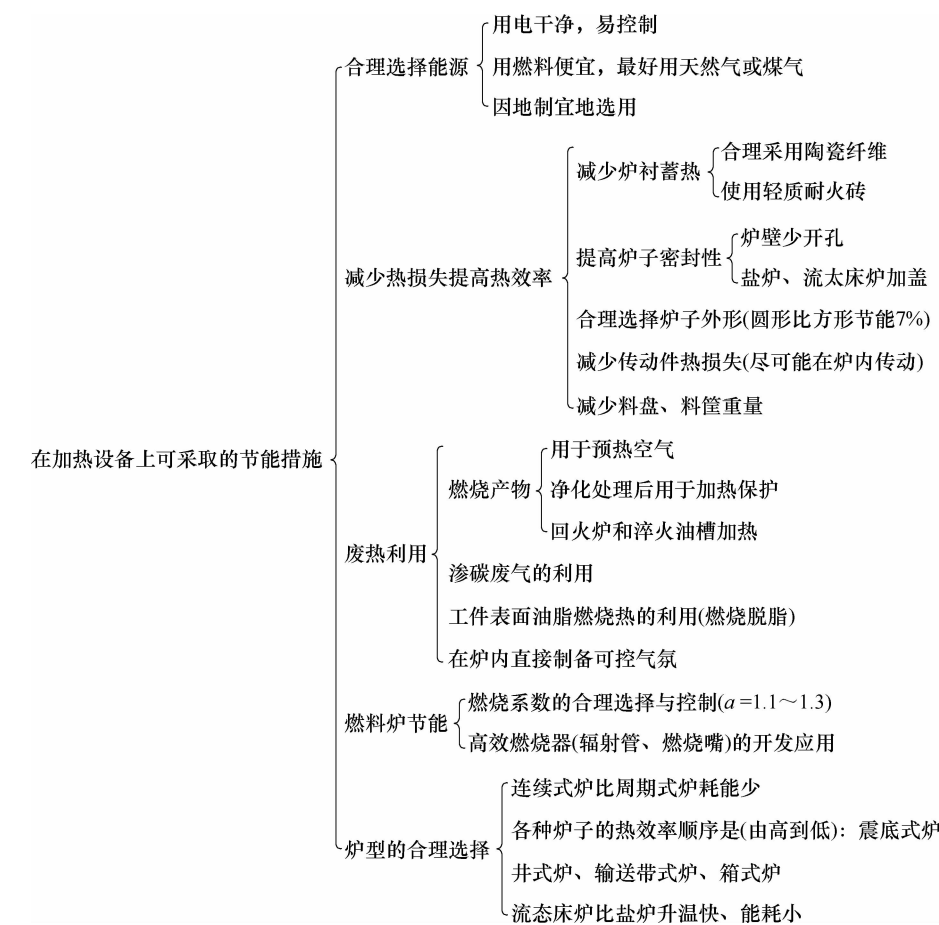 在加热设备上可采取的节能措施
合理选择能源
用电干净，易控制
用燃料便宜，最好用天然气或煤气
因地制宜地选用
减少热损失提高热效率
减少炉衬蓄热
合理采用陶瓷纤维
使用轻质耐火砖
提高炉子密封性
炉壁少开孔
盐炉、流太床炉加盖
合理选择炉子外形(圆形比方形节能7%)
减少传动件热损失(尽可能在炉内传动)
减少料盘、料筐重量
废热利用
燃烧产物
用于预热空气
净化处理后用于加热保护
回火炉和淬火油槽加热
渗碳废气的利用
工件表面油脂燃烧热的利用(燃烧脱脂)
在炉内直接制备可控气氛
燃料炉节能
燃烧系数的合理选择与控制(a =1.1～1.3)
高效燃烧器(辐射管、燃烧嘴)的开发应用
炉型的合理选择
连续式炉比周期式炉耗能少
各种炉子的热效率顺序是(由高到低)：震底式炉
井式炉、输送带式炉、箱式炉
流态床炉比盐炉升温快、能耗小